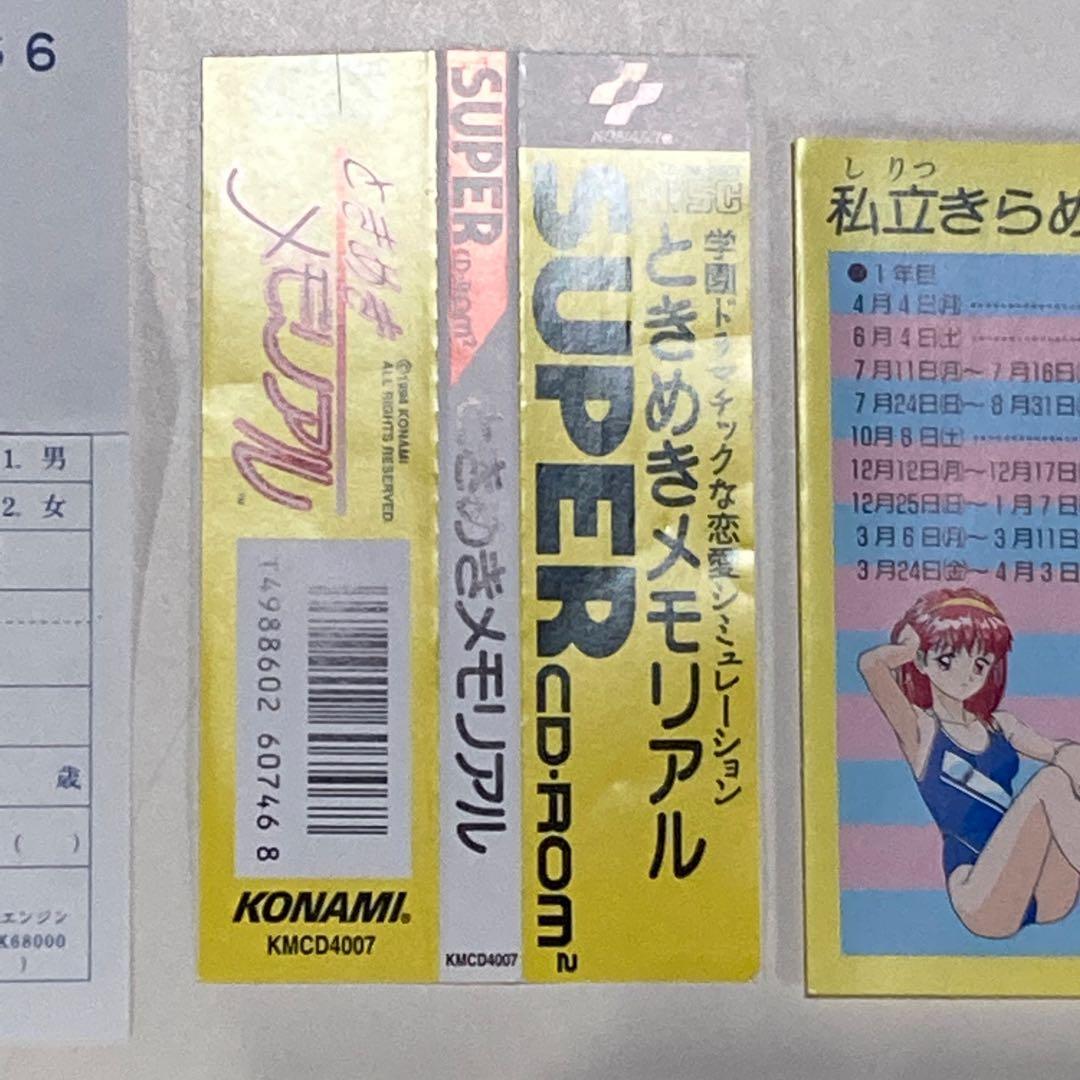 6
1. 男
2. 女
歳
(　)
エンジン
X68000
)
ときめき
メモリアル
TM
©1994 KONAMI
ALL RIGHTS RESERVED
T4988602 60746 8
KONAMI®
KMCD4007
SUPER CD-ROM²
ときめきメモリアル
KMCD4007
KONAMI®
DISC
学園ドラマチックな恋愛シミュレーション
ときめきメモリアル
SUPER CD-ROM²
しりつ
私立きらめ
●1年目
4月4日㈪
6月4日㈯
7月11日㈪〜7月16日
7月24日㈰〜8月31日
10月8日㈯
12月12日㈪〜12月17日
12月25日㈰〜1月7日
3月6日㈪〜3月11日
3月24日㈮〜4月3日